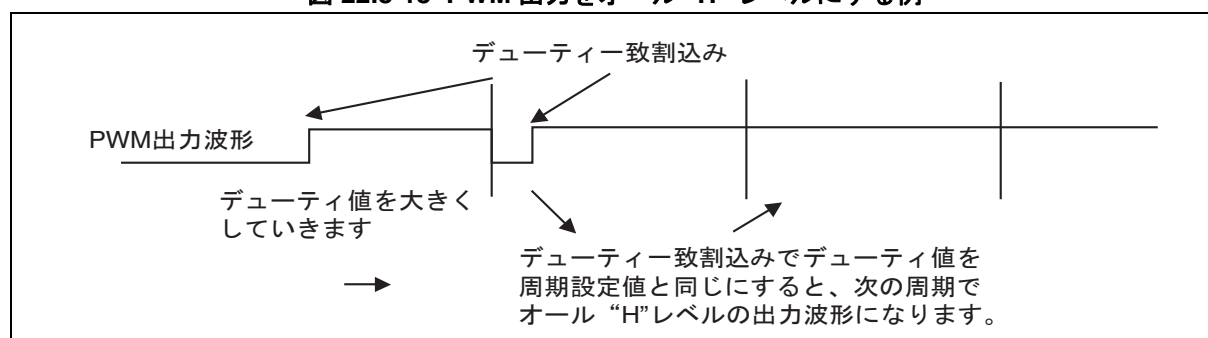 デューティ一致割込み
PWM出力波形
デューティ値を大きく
していきます
デューティ一致割込みでデューティ値を
周期設定値と同じにすると、次の周期で
オール “H”レベルの出力波形になります。